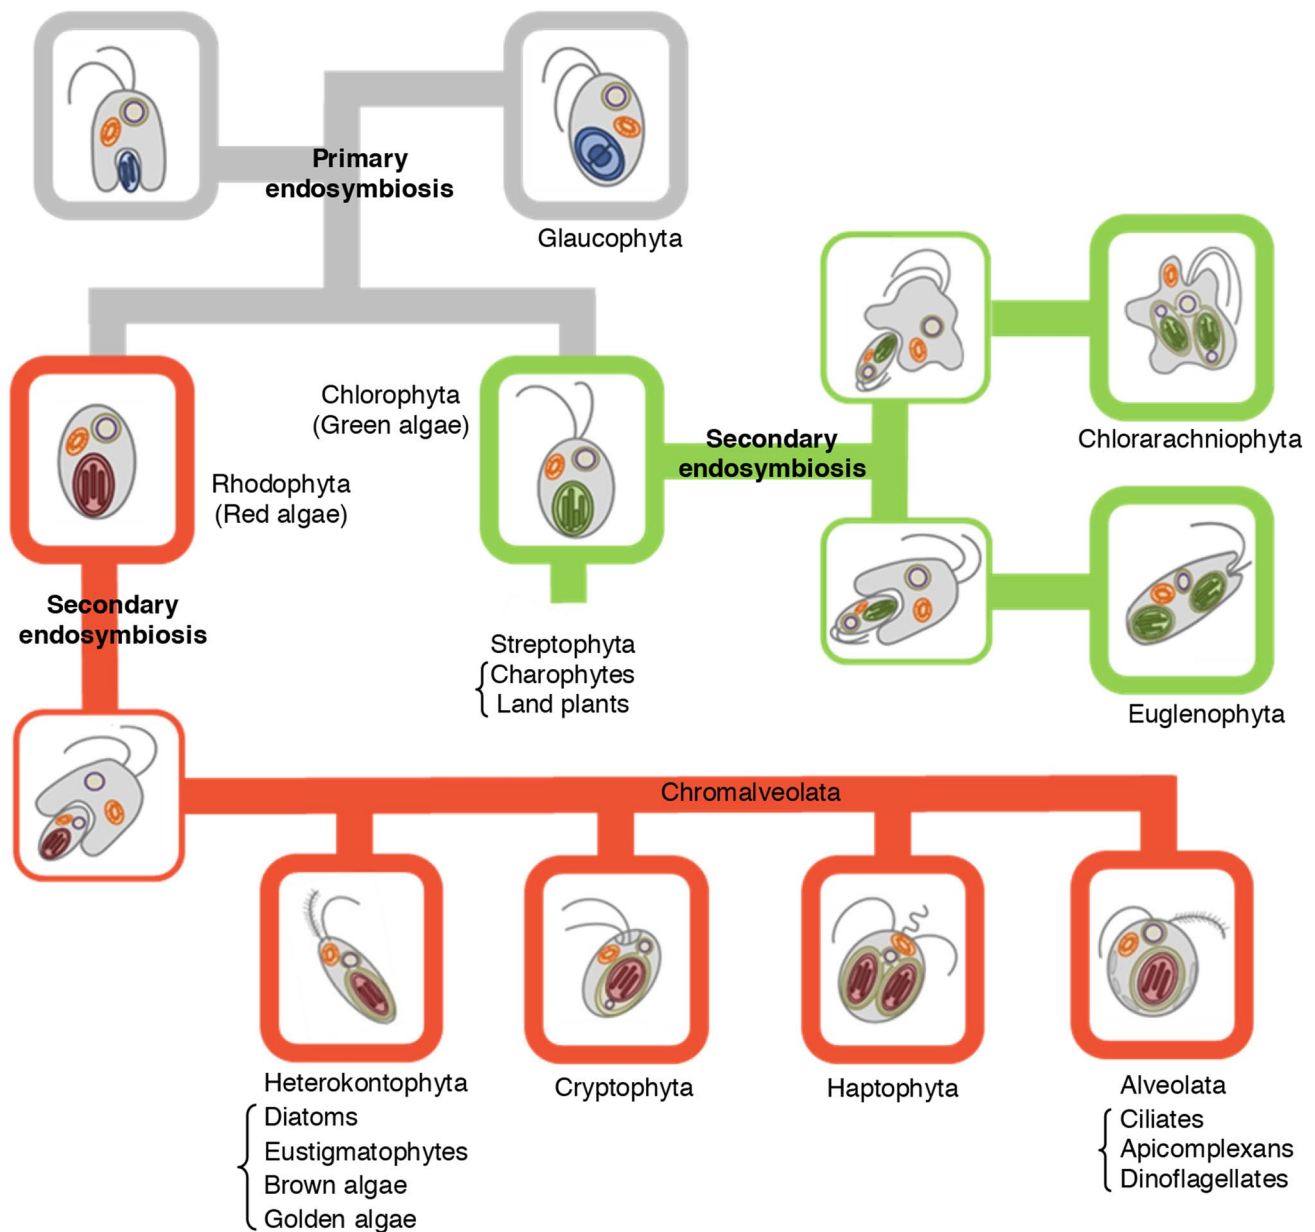 Primary
endosymbiosis
Glaucophyta
Chlorophyta
(Green algae)
Secondary
endosymbiosis
Chlorarachniophyta
Rhodophyta
(Red algae)
Secondary
endosymbiosis
Streptophyta
Charophytes
Land plants
Euglenophyta
Chromalveolata
Heterokontophyta
Diatoms
Eustigmatophytes
Brown algae
Golden algae
Cryptophyta
Haptophyta
Alveolata
Ciliates
Apicomplexans
Dinoflagellates